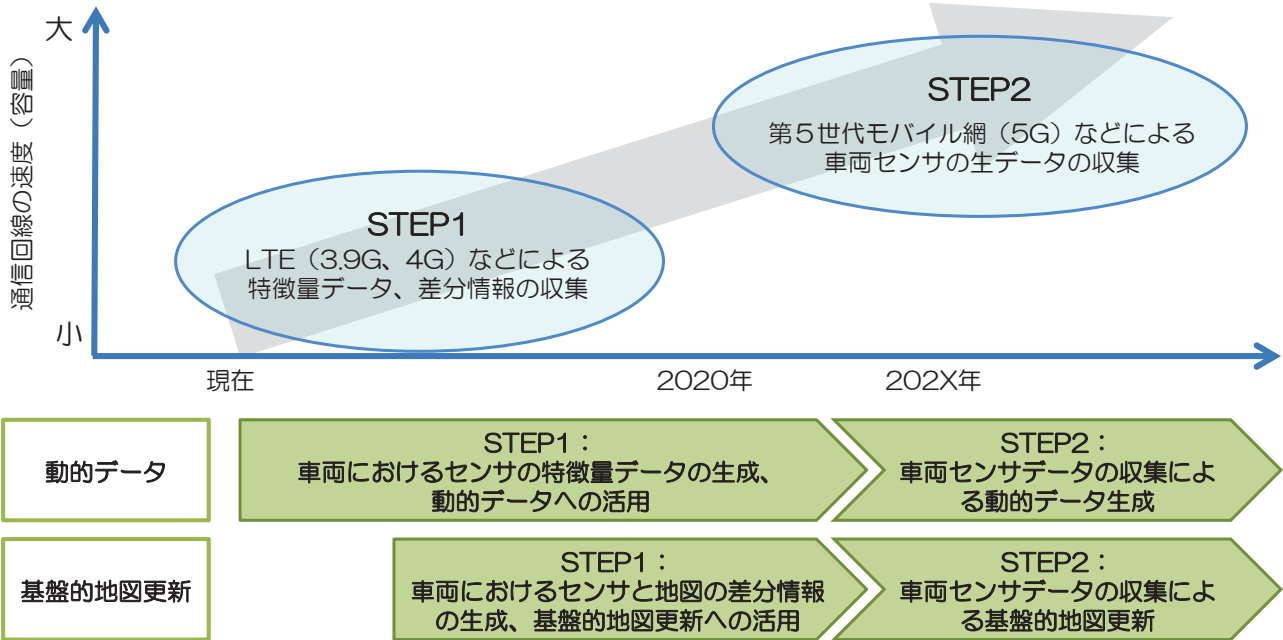 大
通信回線の速度（容量）
小
STEP2
第５世代モバイル網（5G）などによる
車両センサの生データの収集
STEP1
LTE（3.9G、4G）などによる
特徴量データ、差分情報の収集
現在
2020年
202X年
動的データ
STEP1：
車両におけるセンサの特徴量データの生成、
動的データへの活用
STEP2：
車両センサデータの収集によ
る動的データ生成
基盤的地図更新
STEP1：
車両におけるセンサと地図の差分情報
の生成、基盤的地図更新への活用
STEP2：
車両センサデータの収集によ
る基盤的地図更新